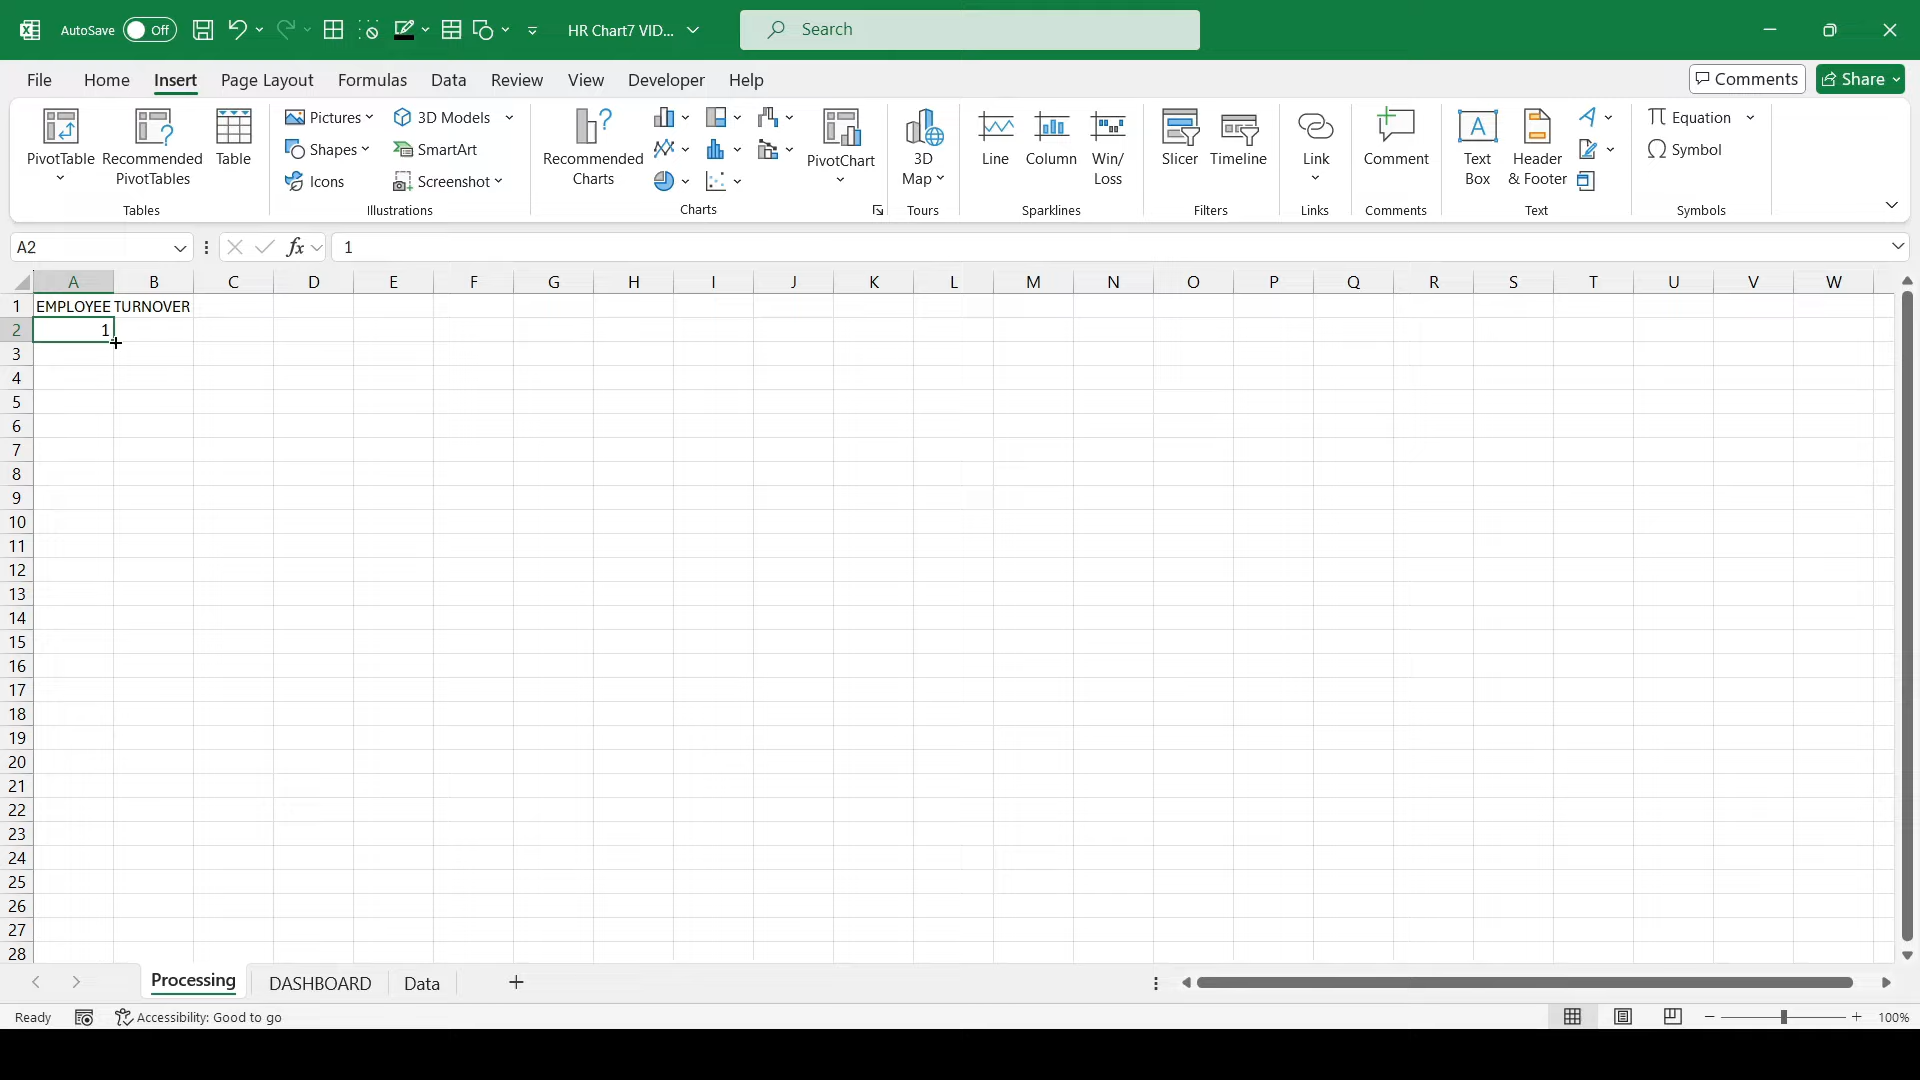 AutoSave Off HR Chart7 VID... Search
File Home Insert Page Layout Formulas Data Review View Developer Help Comments Share
PivotTable Recommended PivotTables Table
Tables
Pictures 3D Models
Shapes SmartArt
Icons Screenshot
Illustrations
Recommended Charts
PivotChart
Charts
3D Map
Tours
Line Column Win/ Loss
Sparklines
Slicer Timeline
Filters
Link
Links
Comment
Comments
Text Box Header & Footer
Text
Equation
Symbol
Symbols
A2 fx 1
A B C D E F G H I J K L M N O P Q R S T U V W
1 EMPLOYEE TURNOVER
2 1
3
4
5
6
7
8
9
10
11
12
13
14
15
16
17
18
19
20
21
22
23
24
25
26
27
28
Processing DASHBOARD Data
Ready Accessibility: Good to go 100%